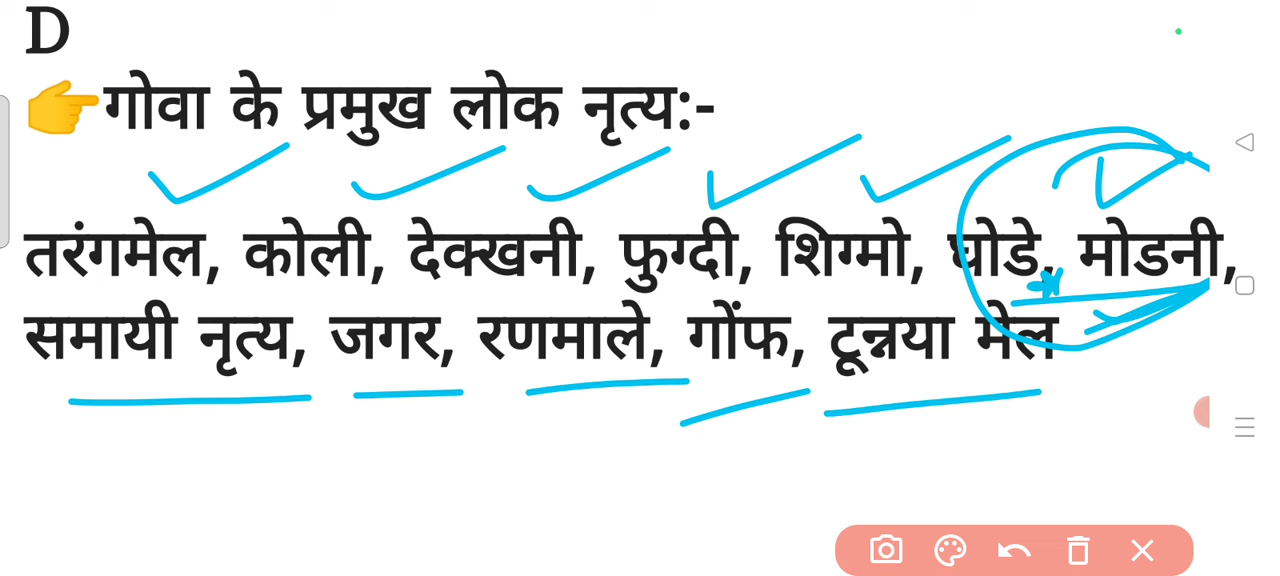 D
👉गोवा के प्रमुख लोक नृत्य:-
तरंगमेल, कोली, देक्खनी, फुग्दी, शिग्मो, घोडे, मोडनी,
समायी नृत्य, जगर, रणमाले, गोंफ, टून्नया मेल